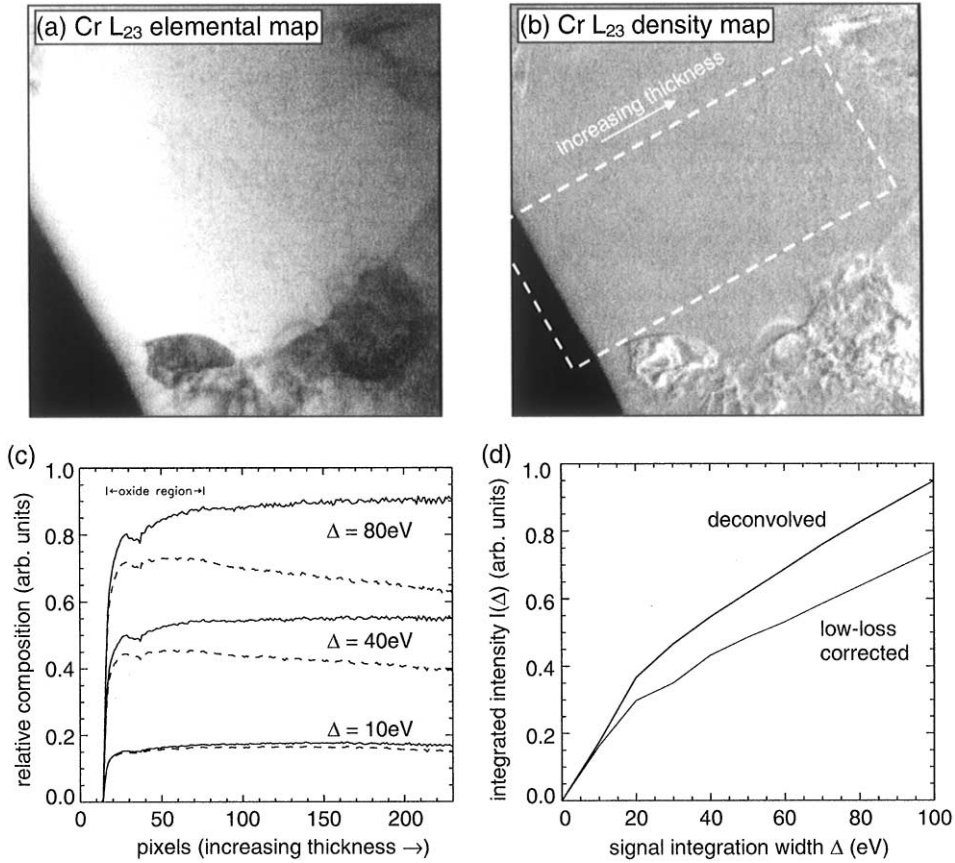 (a) Cr L₂₃ elemental map
(b) Cr L₂₃ density map
increasing thickness
(c)
relative composition (arb. units)
1.0
0.8
0.6
0.4
0.2
0.0
|←oxide region→|
Δ = 80eV
Δ = 40eV
Δ = 10eV
0 50 100 150 200
pixels (increasing thickness →)
(d)
integrated intensity I(Δ) (arb. units)
1.0
0.8
0.6
0.4
0.2
0.0
deconvolved
low-loss
corrected
0 20 40 60 80 100
signal integration width Δ (eV)